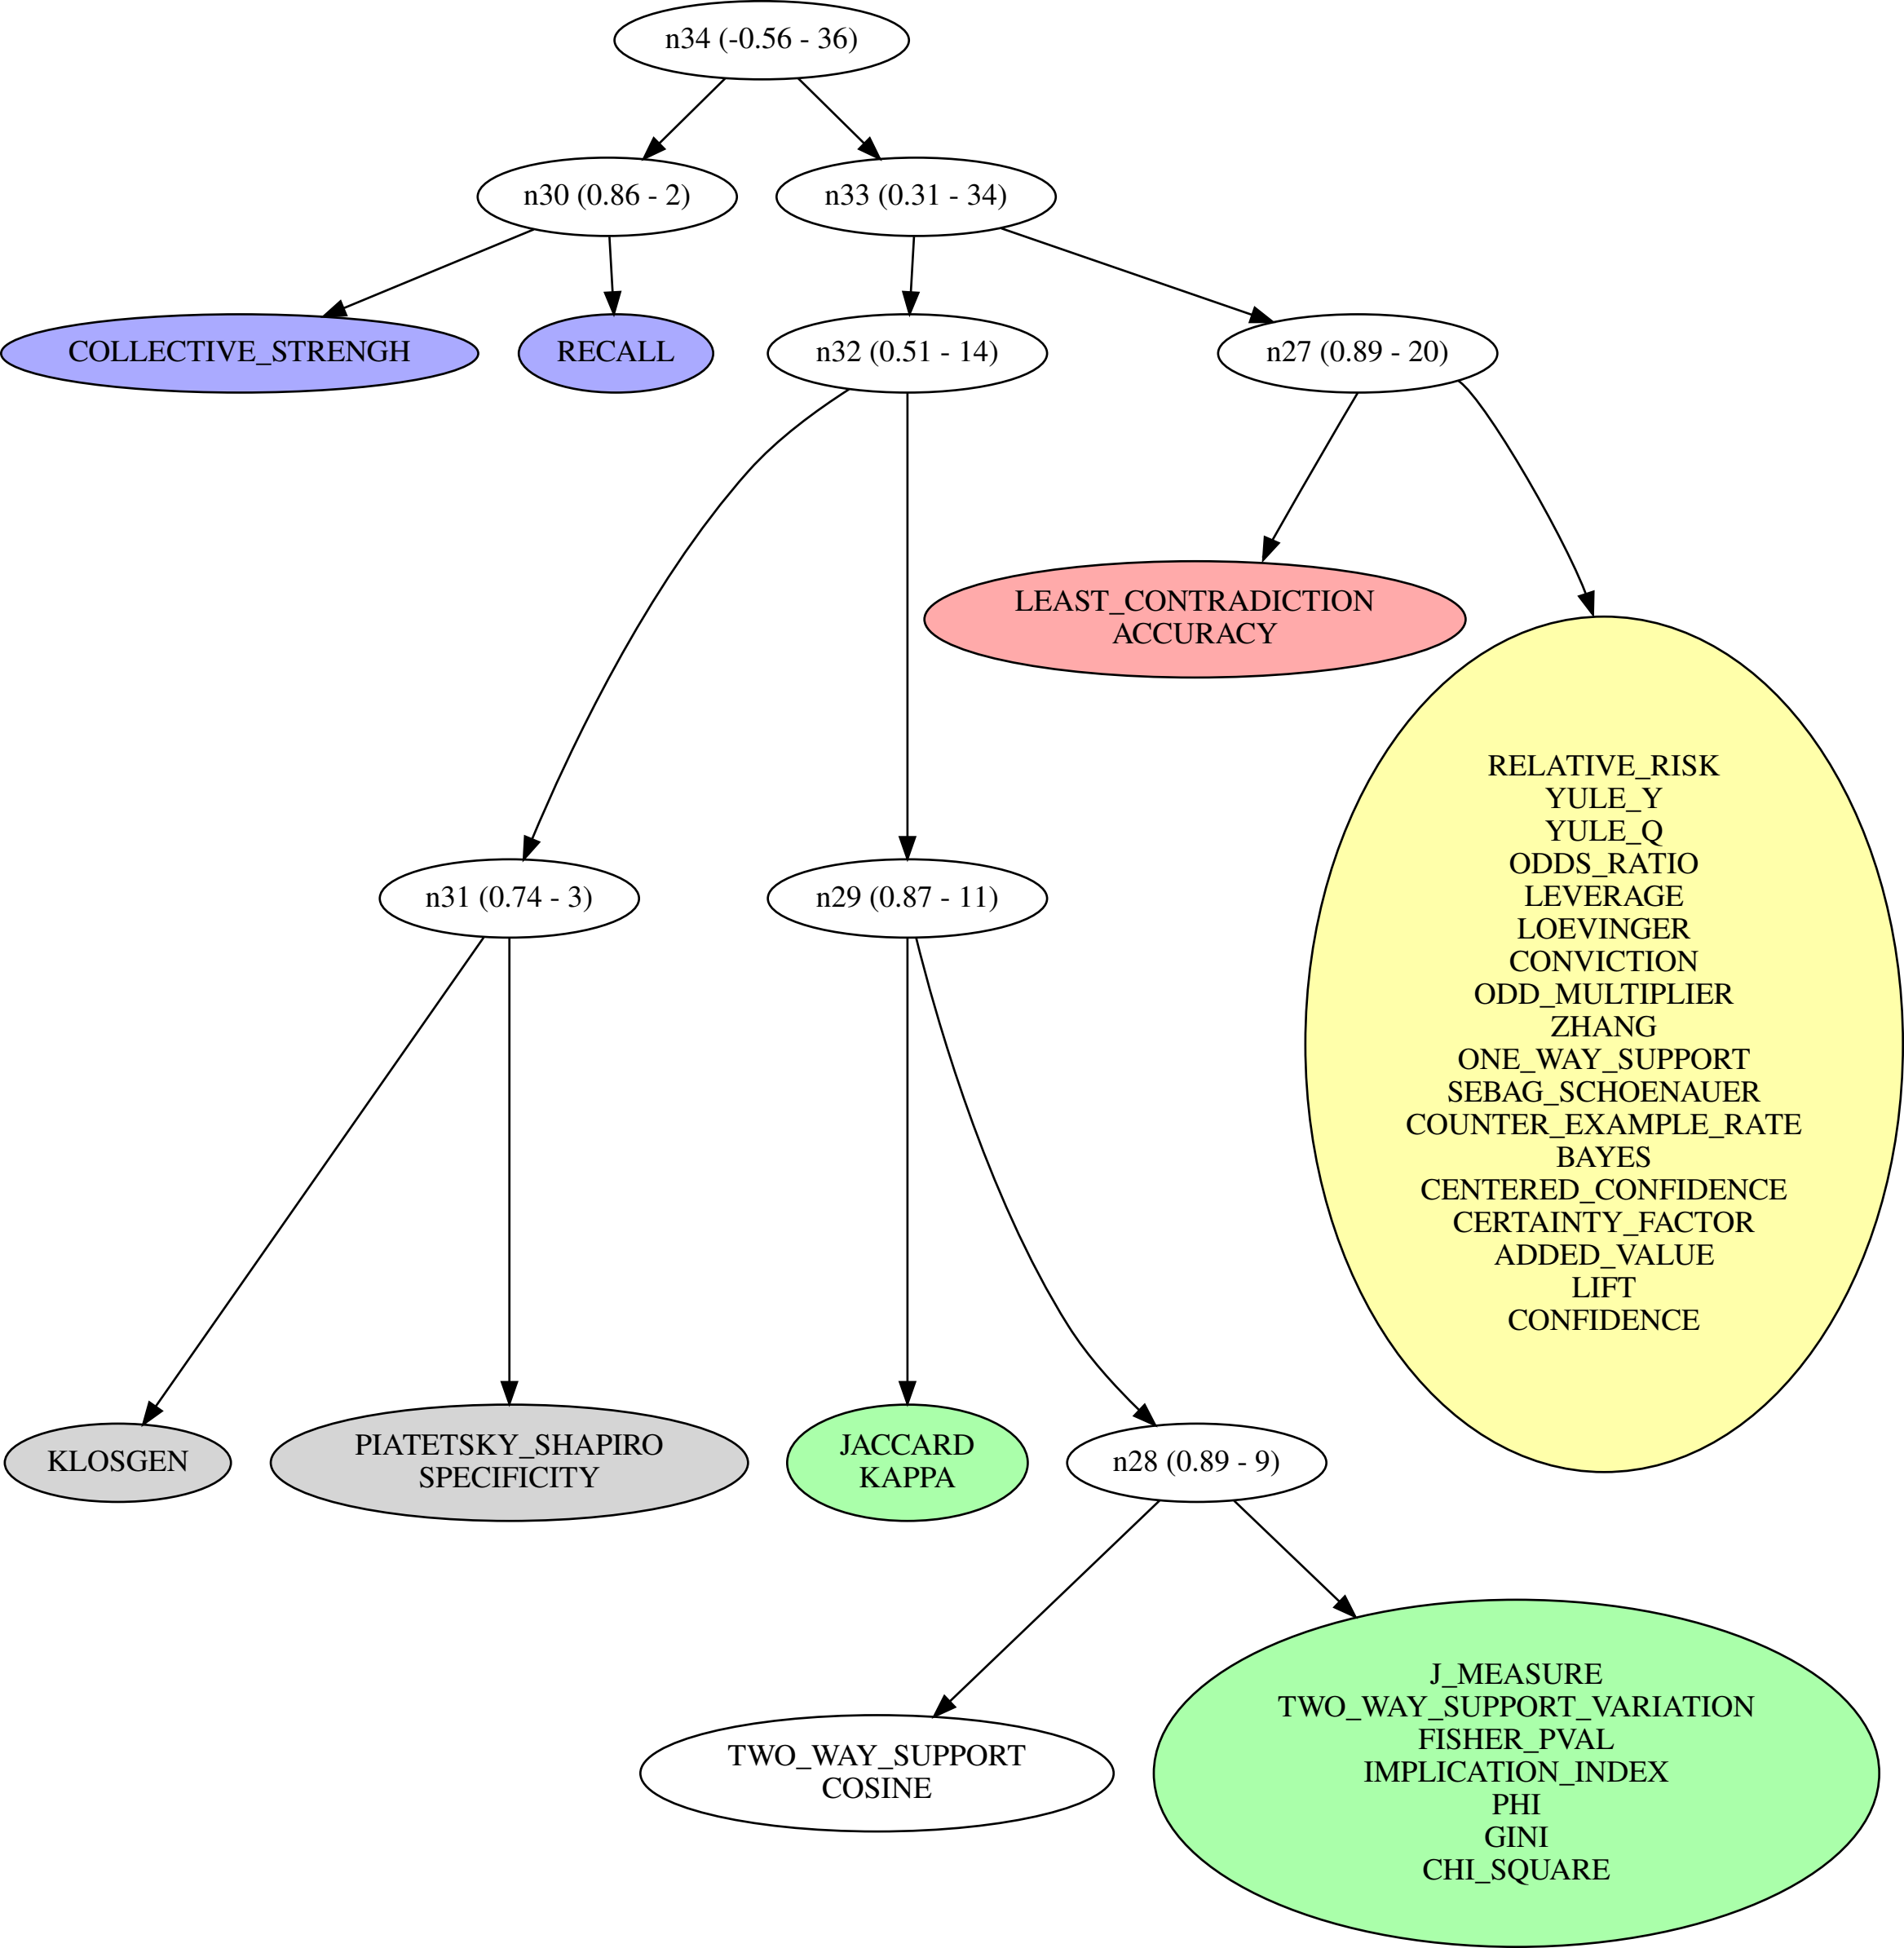 n34 (-0.56 - 36)
n30 (0.86 - 2)
n33 (0.31 - 34)
COLLECTIVE_STRENGH
RECALL
n32 (0.51 - 14)
n27 (0.89 - 20)
LEAST_CONTRADICTION
ACCURACY
RELATIVE_RISK
YULE_Y
YULE_Q
ODDS_RATIO
LEVERAGE
LOEVINGER
CONVICTION
ODD_MULTIPLIER
ZHANG
ONE_WAY_SUPPORT
SEBAG_SCHOENAUER
COUNTER_EXAMPLE_RATE
BAYES
CENTERED_CONFIDENCE
CERTAINTY_FACTOR
ADDED_VALUE
LIFT
CONFIDENCE
n31 (0.74 - 3)
n29 (0.87 - 11)
KLOSGEN
PIATETSKY_SHAPIRO
SPECIFICITY
JACCARD
KAPPA
n28 (0.89 - 9)
TWO_WAY_SUPPORT
COSINE
J_MEASURE
TWO_WAY_SUPPORT_VARIATION
FISHER_PVAL
IMPLICATION_INDEX
PHI
GINI
CHI_SQUARE